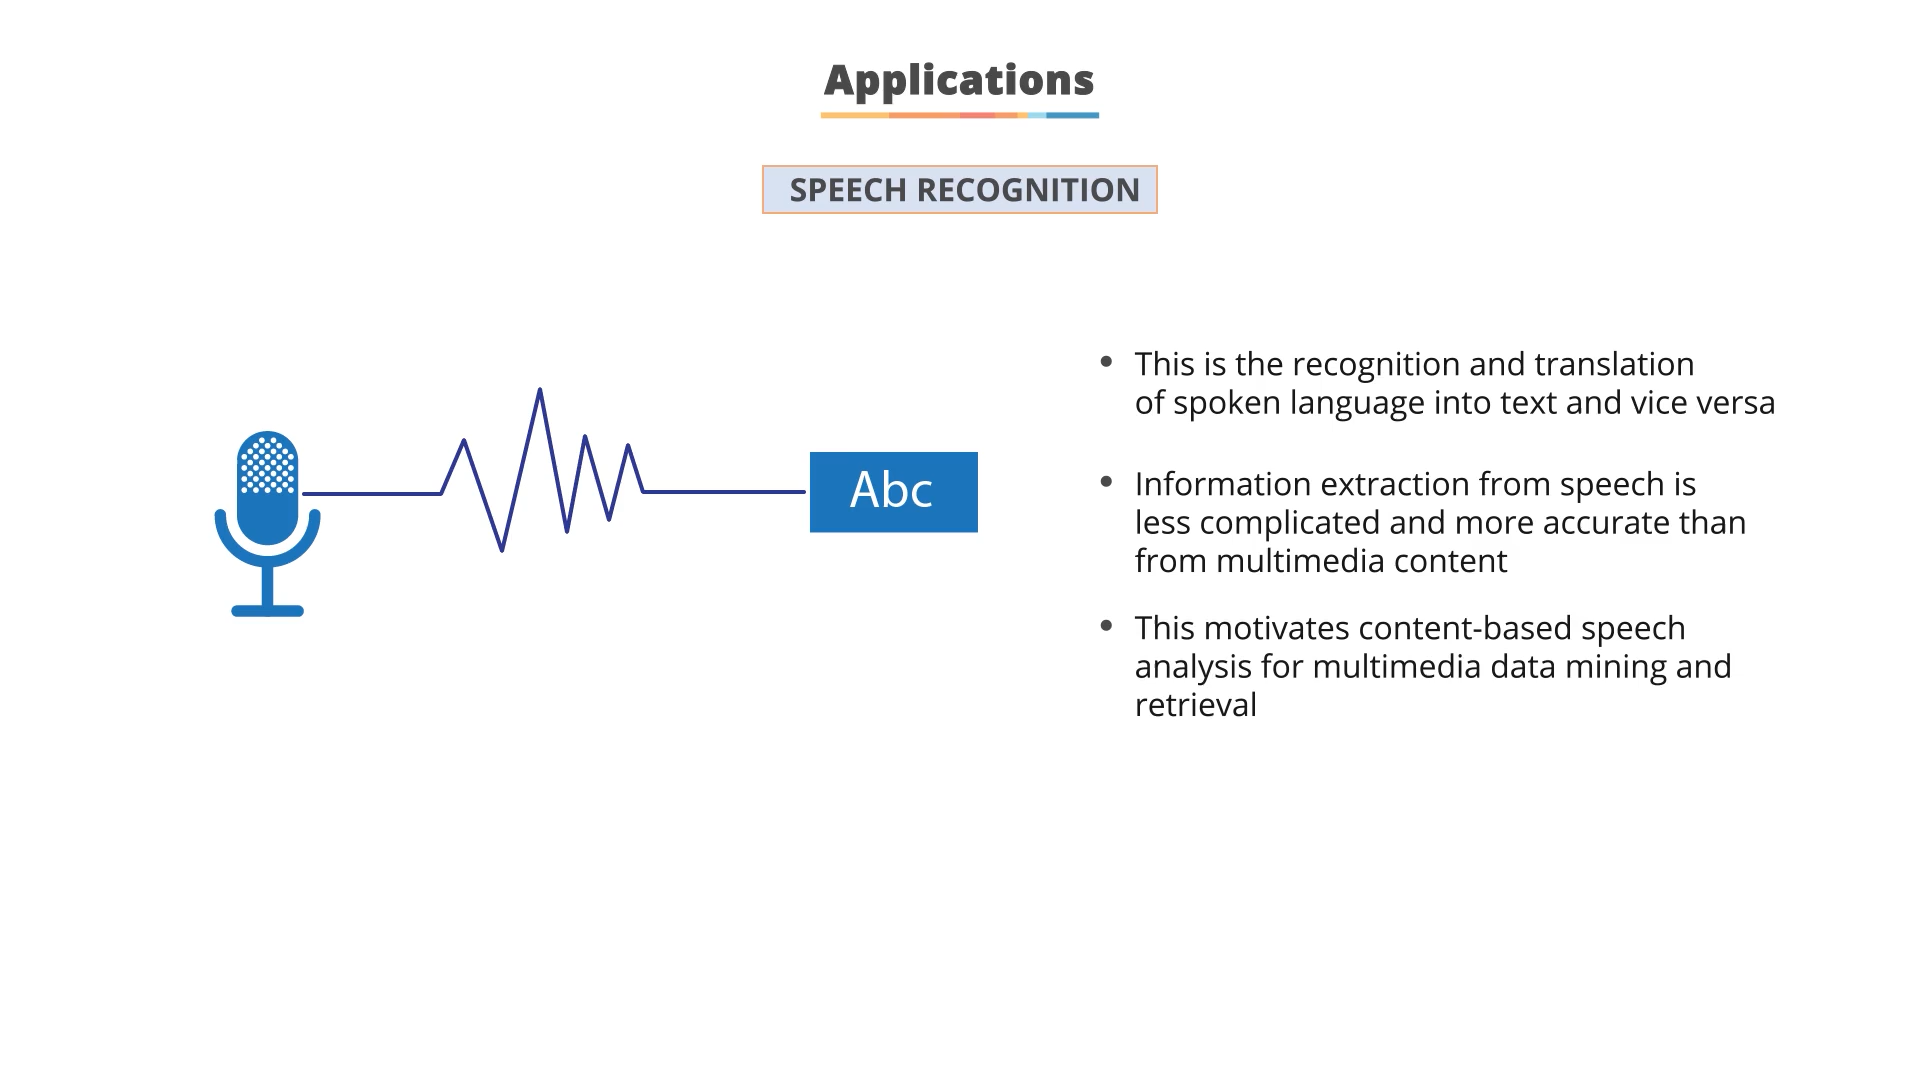 Applications
SPEECH RECOGNITION
Abc
• This is the recognition and translation
of spoken language into text and vice versa
• Information extraction from speech is
less complicated and more accurate than
from multimedia content
• This motivates content-based speech
analysis for multimedia data mining and
retrieval